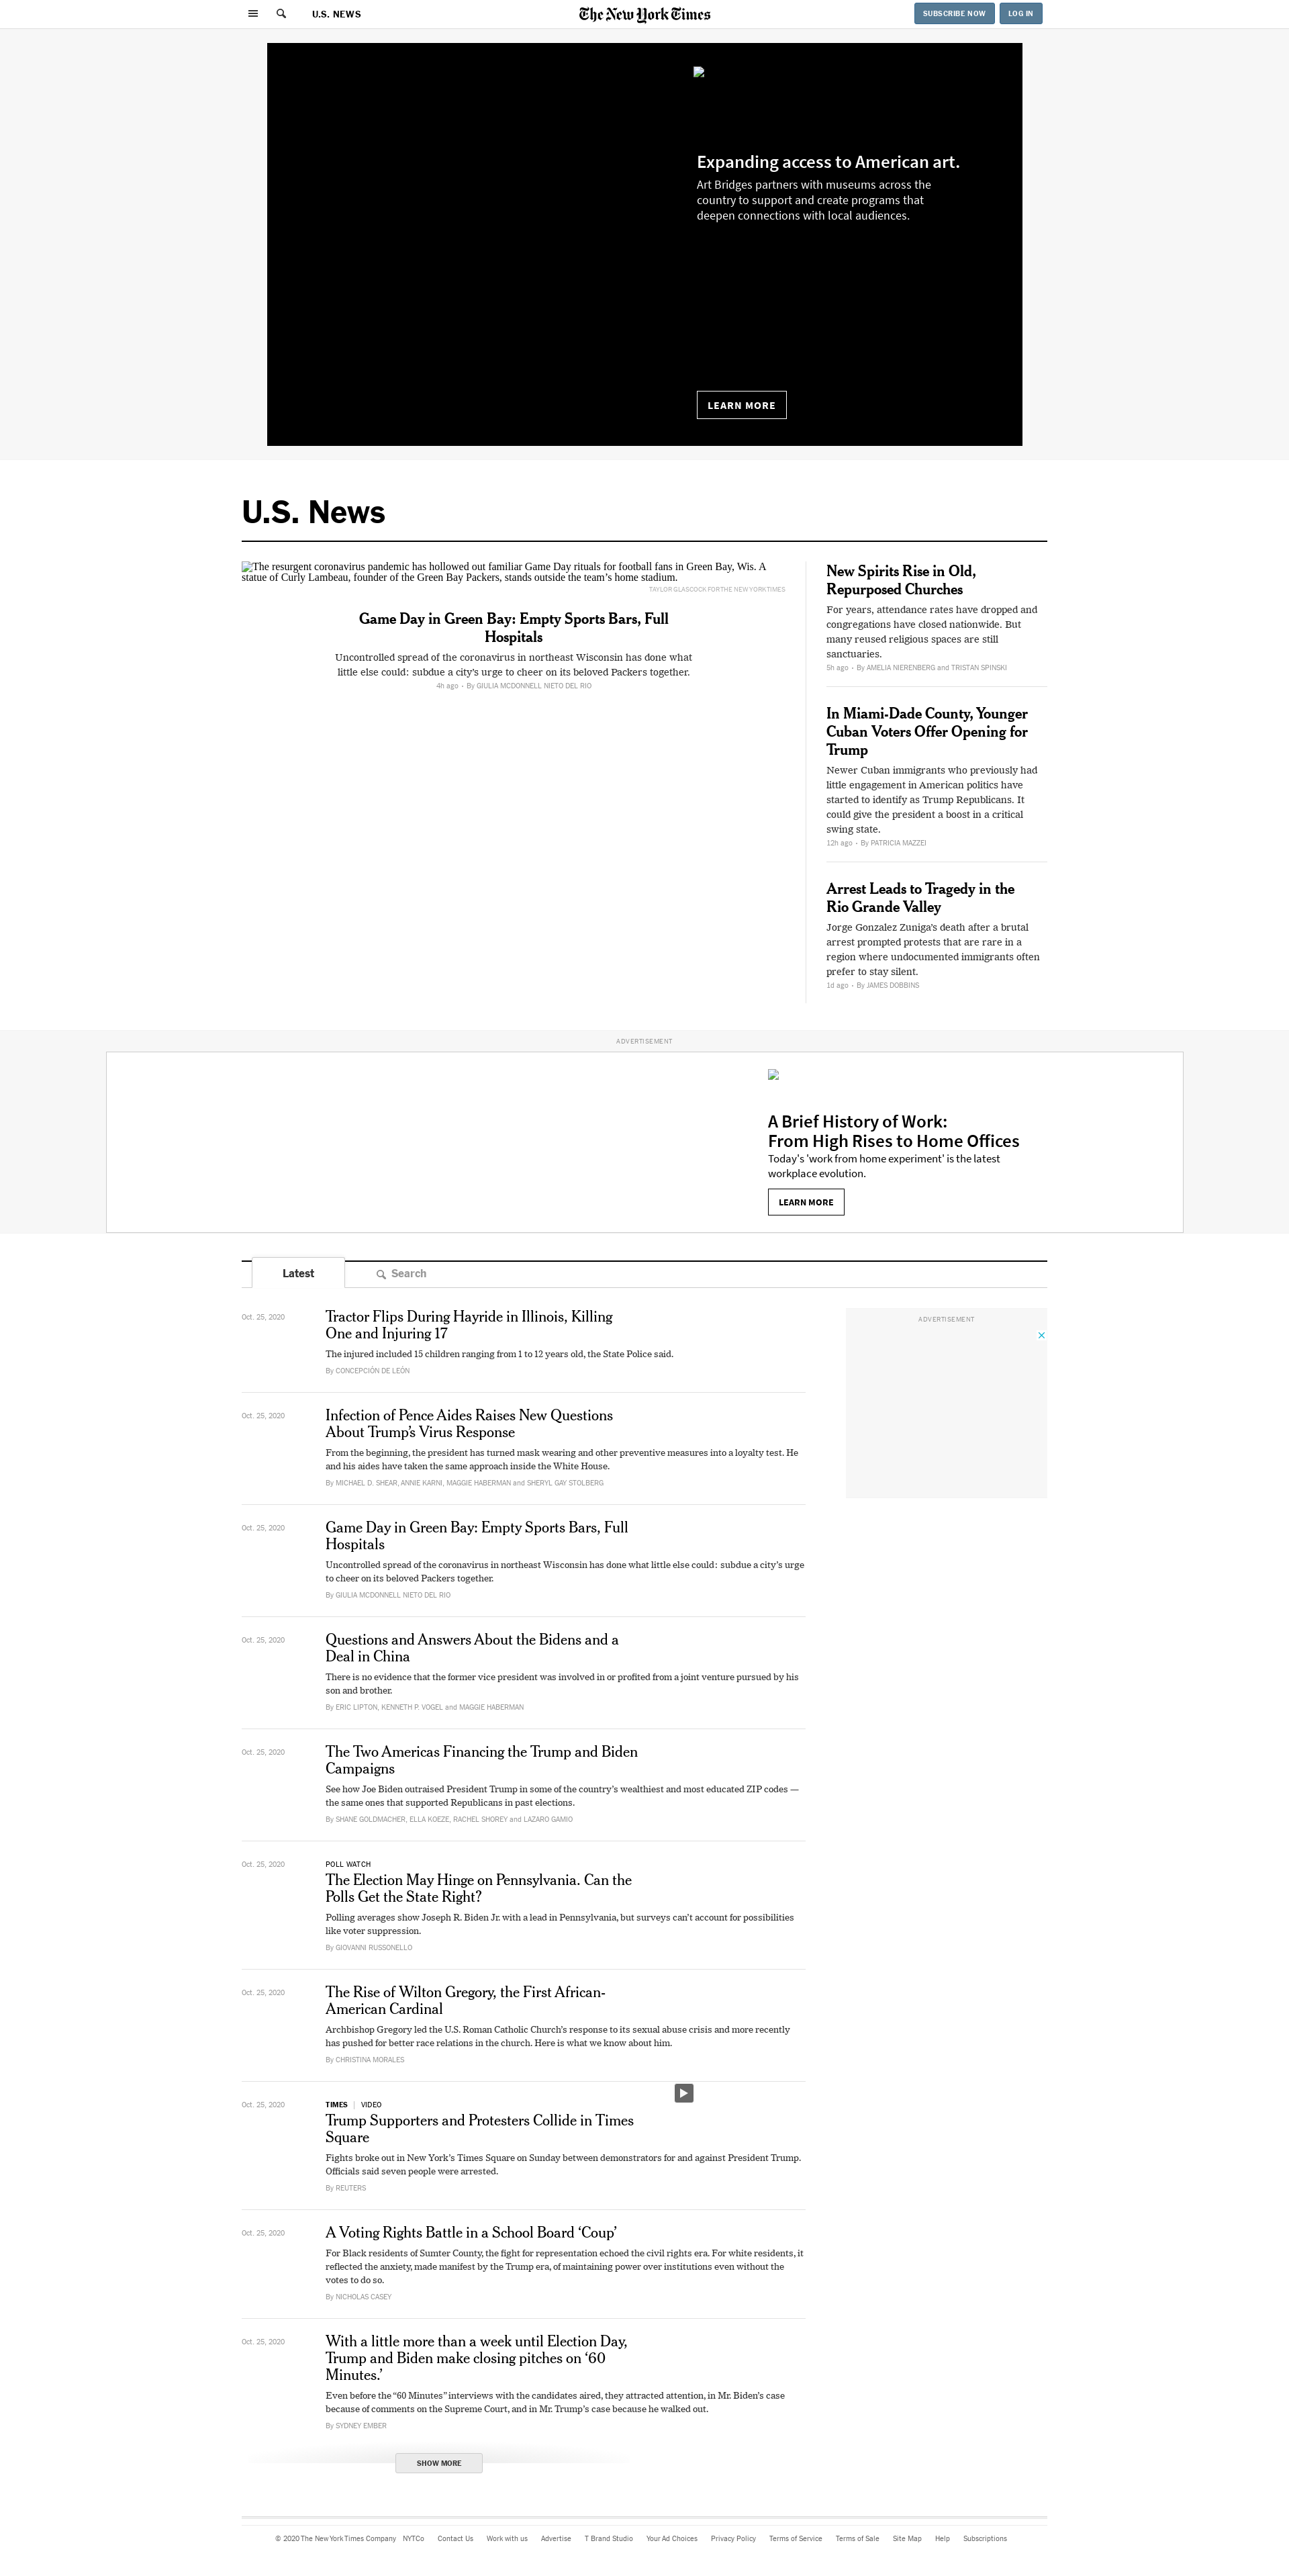 U.S. NEWS
The New York Times
SUBSCRIBE NOW
LOG IN
Expanding access to American art.
Art Bridges partners with museums across the
country to support and create programs that
deepen connections with local audiences.
LEARN MORE
U.S. News
The resurgent coronavirus pandemic has hollowed out familiar Game Day rituals for football fans in Green Bay, Wis. A
statue of Curly Lambeau, founder of the Green Bay Packers, stands outside the team’s home stadium.
TAYLOR GLASCOCK FOR THE NEW YORK TIMES
Game Day in Green Bay: Empty Sports Bars, Full
Hospitals
Uncontrolled spread of the coronavirus in northeast Wisconsin has done what
little else could: subdue a city’s urge to cheer on its beloved Packers together.
4h ago • By GIULIA MCDONNELL NIETO DEL RIO
New Spirits Rise in Old,
Repurposed Churches
For years, attendance rates have dropped and
congregations have closed nationwide. But
many reused religious spaces are still
sanctuaries.
5h ago • By AMELIA NIERENBERG and TRISTAN SPINSKI
In Miami-Dade County, Younger
Cuban Voters Offer Opening for
Trump
Newer Cuban immigrants who previously had
little engagement in American politics have
started to identify as Trump Republicans. It
could give the president a boost in a critical
swing state.
12h ago • By PATRICIA MAZZEI
Arrest Leads to Tragedy in the
Rio Grande Valley
Jorge Gonzalez Zuniga’s death after a brutal
arrest prompted protests that are rare in a
region where undocumented immigrants often
prefer to stay silent.
1d ago • By JAMES DOBBINS
ADVERTISEMENT
A Brief History of Work:
From High Rises to Home Offices
Today's 'work from home experiment' is the latest
workplace evolution.
LEARN MORE
Latest
Search
ADVERTISEMENT
Oct. 25, 2020
Tractor Flips During Hayride in Illinois, Killing
One and Injuring 17
The injured included 15 children ranging from 1 to 12 years old, the State Police said.
By CONCEPCIÓN DE LEÓN
Oct. 25, 2020
Infection of Pence Aides Raises New Questions
About Trump’s Virus Response
From the beginning, the president has turned mask wearing and other preventive measures into a loyalty test. He
and his aides have taken the same approach inside the White House.
By MICHAEL D. SHEAR, ANNIE KARNI, MAGGIE HABERMAN and SHERYL GAY STOLBERG
Oct. 25, 2020
Game Day in Green Bay: Empty Sports Bars, Full
Hospitals
Uncontrolled spread of the coronavirus in northeast Wisconsin has done what little else could: subdue a city’s urge
to cheer on its beloved Packers together.
By GIULIA MCDONNELL NIETO DEL RIO
Oct. 25, 2020
Questions and Answers About the Bidens and a
Deal in China
There is no evidence that the former vice president was involved in or profited from a joint venture pursued by his
son and brother.
By ERIC LIPTON, KENNETH P. VOGEL and MAGGIE HABERMAN
Oct. 25, 2020
The Two Americas Financing the Trump and Biden
Campaigns
See how Joe Biden outraised President Trump in some of the country’s wealthiest and most educated ZIP codes —
the same ones that supported Republicans in past elections.
By SHANE GOLDMACHER, ELLA KOEZE, RACHEL SHOREY and LAZARO GAMIO
Oct. 25, 2020
POLL WATCH
The Election May Hinge on Pennsylvania. Can the
Polls Get the State Right?
Polling averages show Joseph R. Biden Jr. with a lead in Pennsylvania, but surveys can’t account for possibilities
like voter suppression.
By GIOVANNI RUSSONELLO
Oct. 25, 2020
The Rise of Wilton Gregory, the First African-
American Cardinal
Archbishop Gregory led the U.S. Roman Catholic Church’s response to its sexual abuse crisis and more recently
has pushed for better race relations in the church. Here is what we know about him.
By CHRISTINA MORALES
Oct. 25, 2020
TIMES | VIDEO
Trump Supporters and Protesters Collide in Times
Square
Fights broke out in New York’s Times Square on Sunday between demonstrators for and against President Trump.
Officials said seven people were arrested.
By REUTERS
Oct. 25, 2020
A Voting Rights Battle in a School Board ‘Coup’
For Black residents of Sumter County, the fight for representation echoed the civil rights era. For white residents, it
reflected the anxiety, made manifest by the Trump era, of maintaining power over institutions even without the
votes to do so.
By NICHOLAS CASEY
Oct. 25, 2020
With a little more than a week until Election Day,
Trump and Biden make closing pitches on ‘60
Minutes.’
Even before the “60 Minutes” interviews with the candidates aired, they attracted attention, in Mr. Biden’s case
because of comments on the Supreme Court, and in Mr. Trump’s case because he walked out.
By SYDNEY EMBER
SHOW MORE
© 2020 The New York Times Company NYTCo Contact Us Work with us Advertise T Brand Studio Your Ad Choices Privacy Policy Terms of Service Terms of Sale Site Map Help Subscriptions